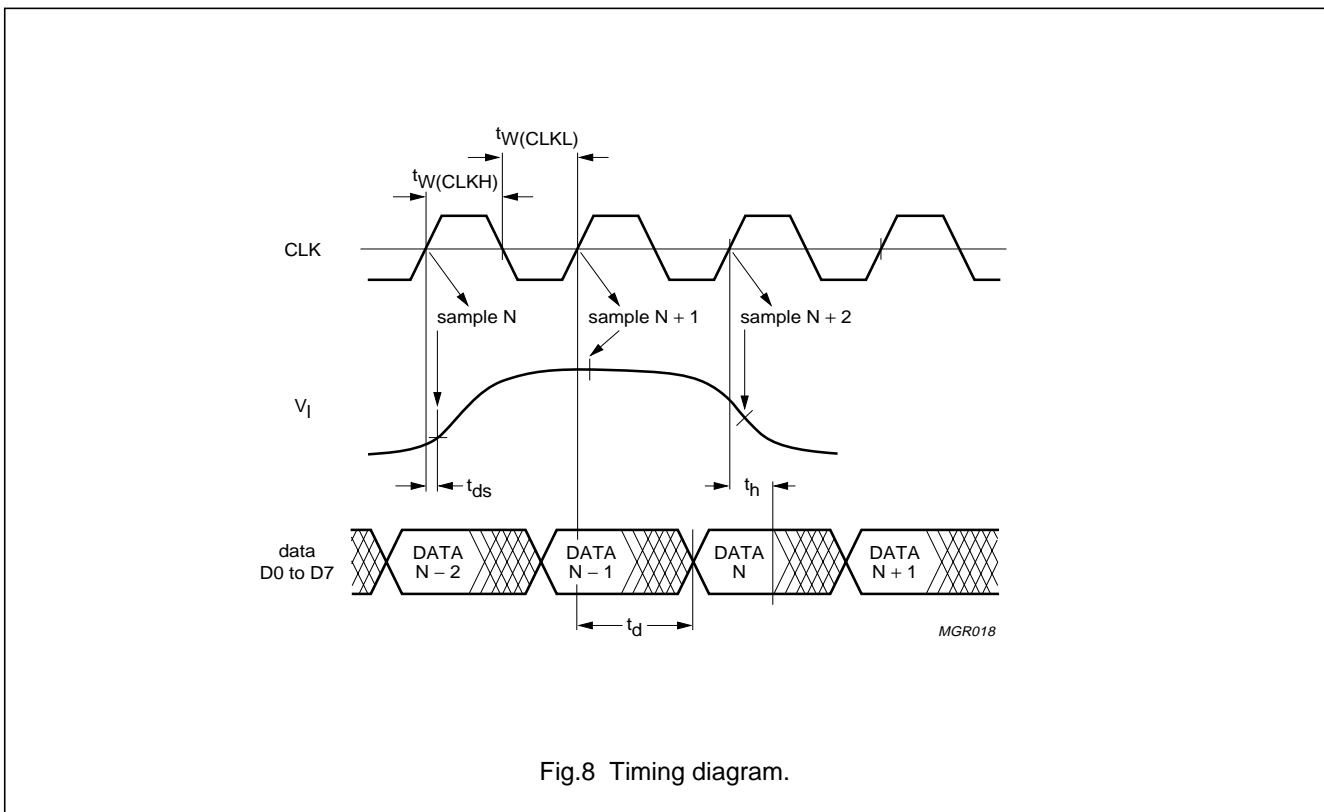 tW(CLKL)
tW(CLKH)
CLK
sample N
sample N + 1
sample N + 2
VI
tds
th
data
D0 to D7
DATA
N − 2
DATA
N − 1
DATA
N
DATA
N + 1
td
MGR018
Fig.8 Timing diagram.